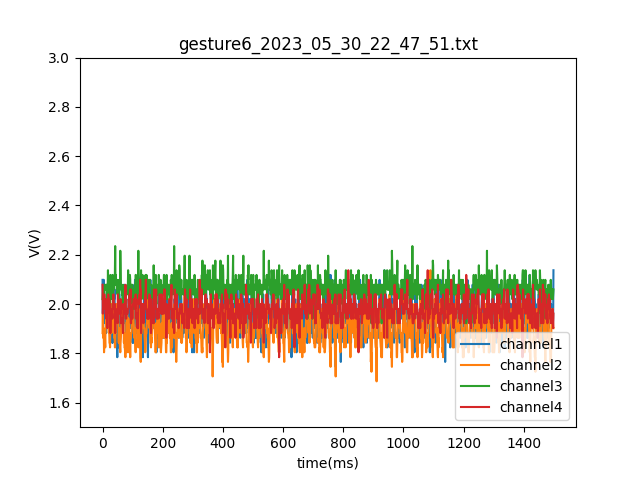 gesture6_2023_05_30_22_47_51.txt
V(V)
3.0
2.8
2.6
2.4
2.2
2.0
1.8
1.6
0 200 400 600 800 1000 1200 1400
time(ms)
channel1
channel2
channel3
channel4